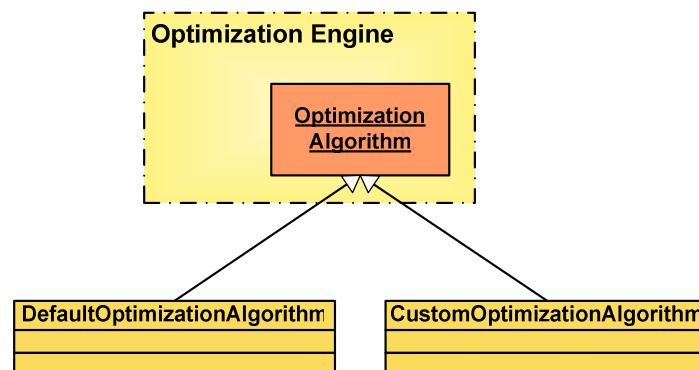 Optimization Engine
Optimization
Algorithm
DefaultOptimizationAlgorithm
CustomOptimizationAlgorithm